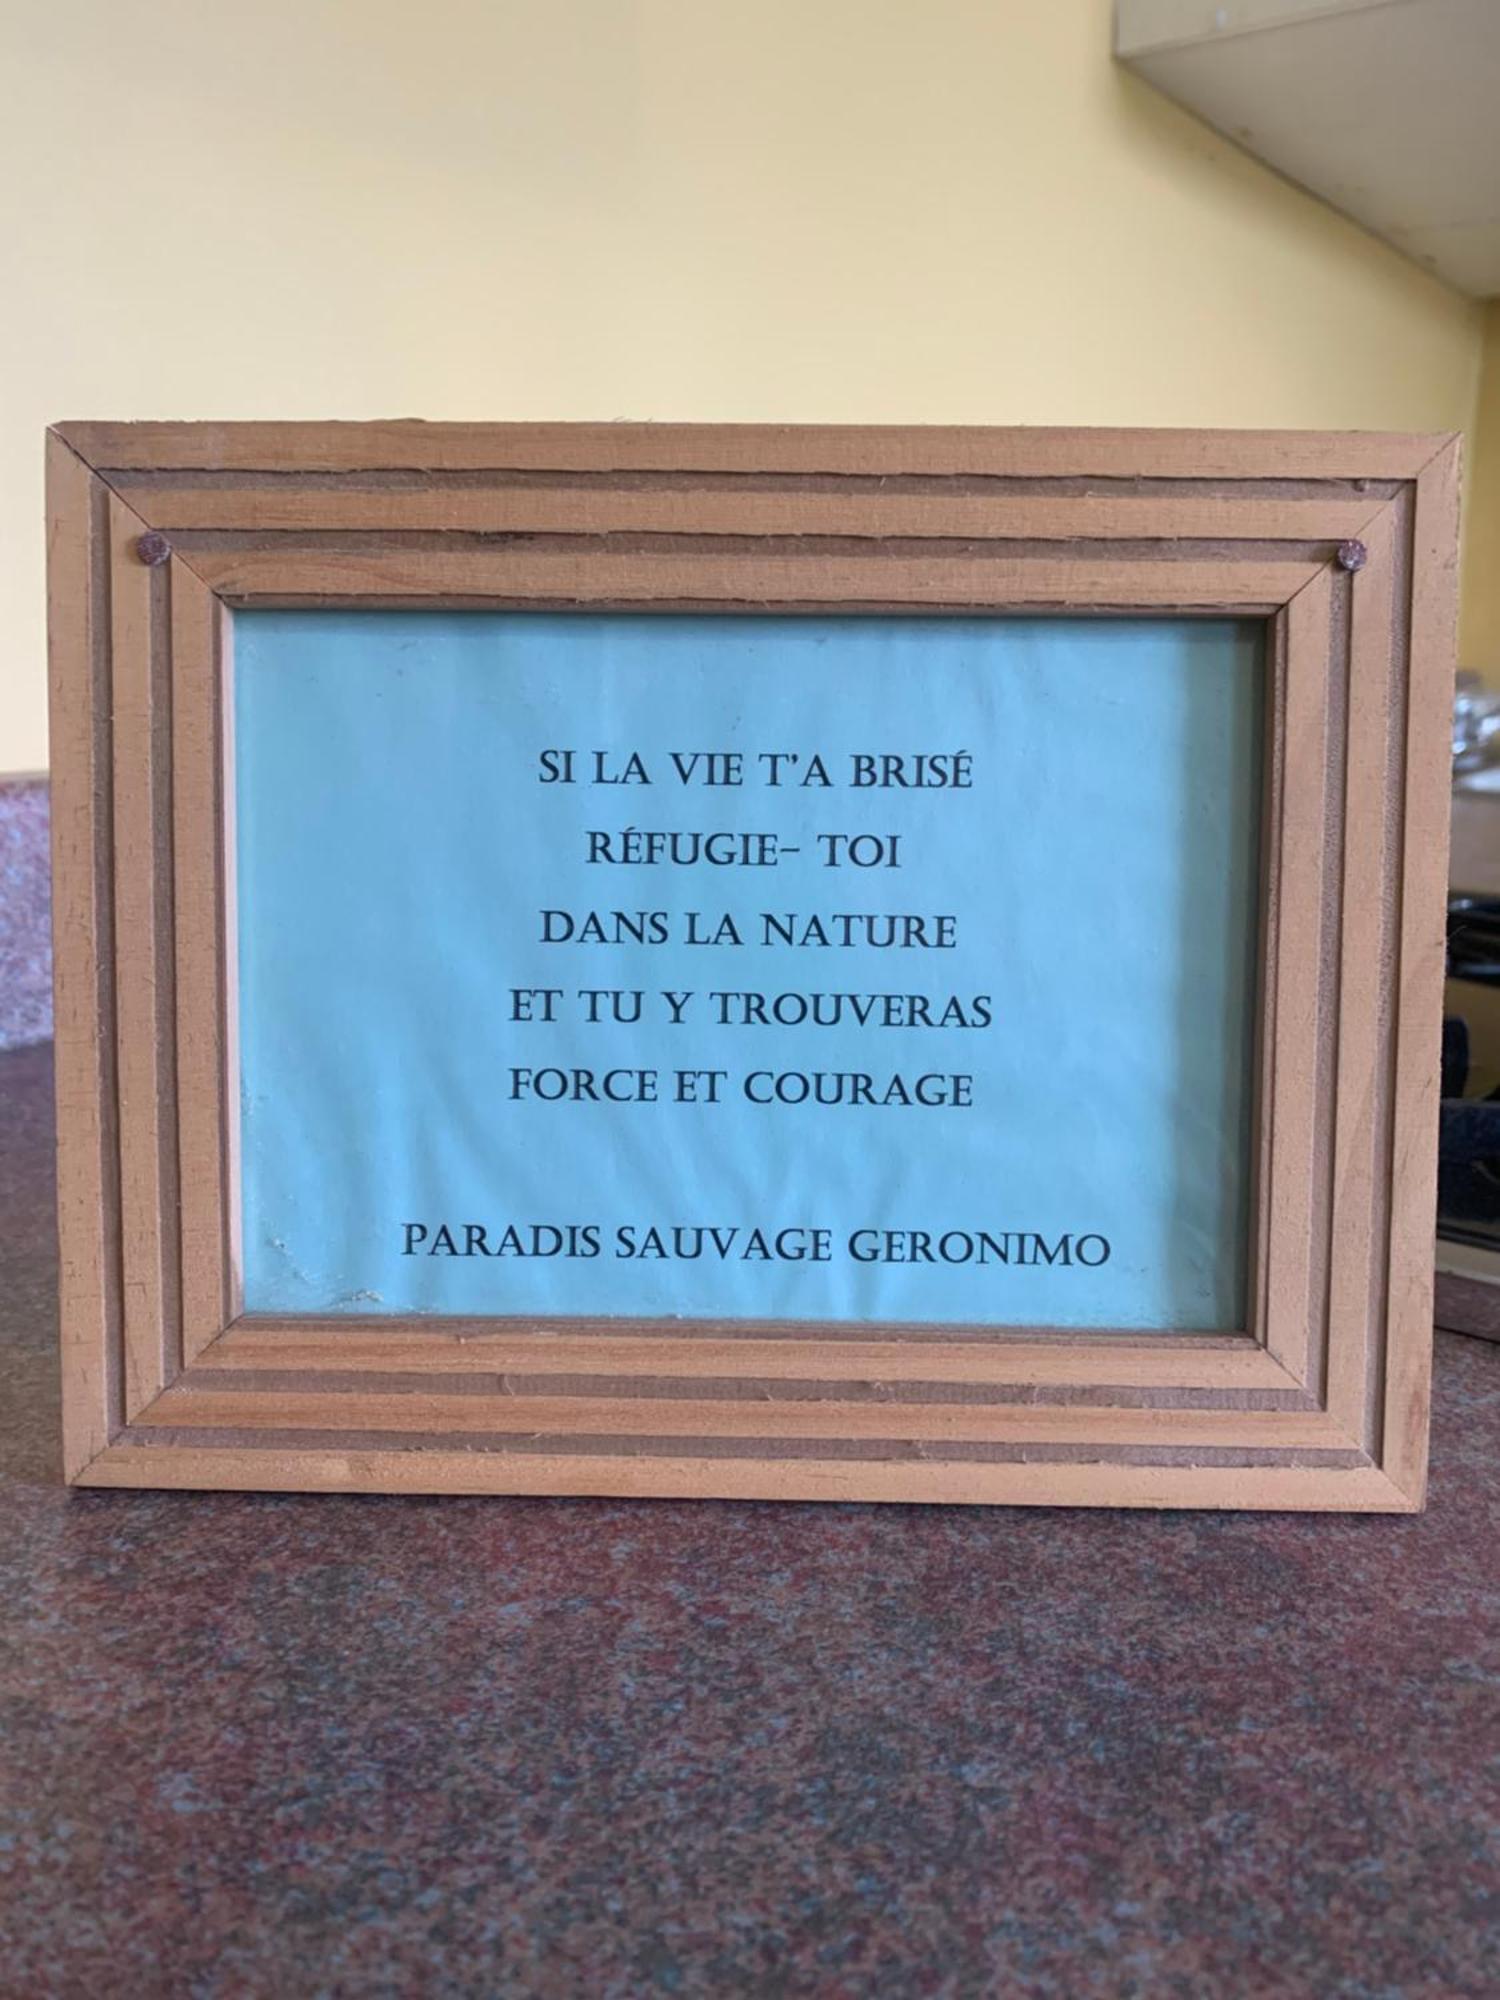 SI LA VIE T'A BRISÉ
RÉFUGIE- TOI
DANS LA NATURE
ET TU Y TROUVERAS
FORCE ET COURAGE
PARADIS SAUVAGE GERONIMO